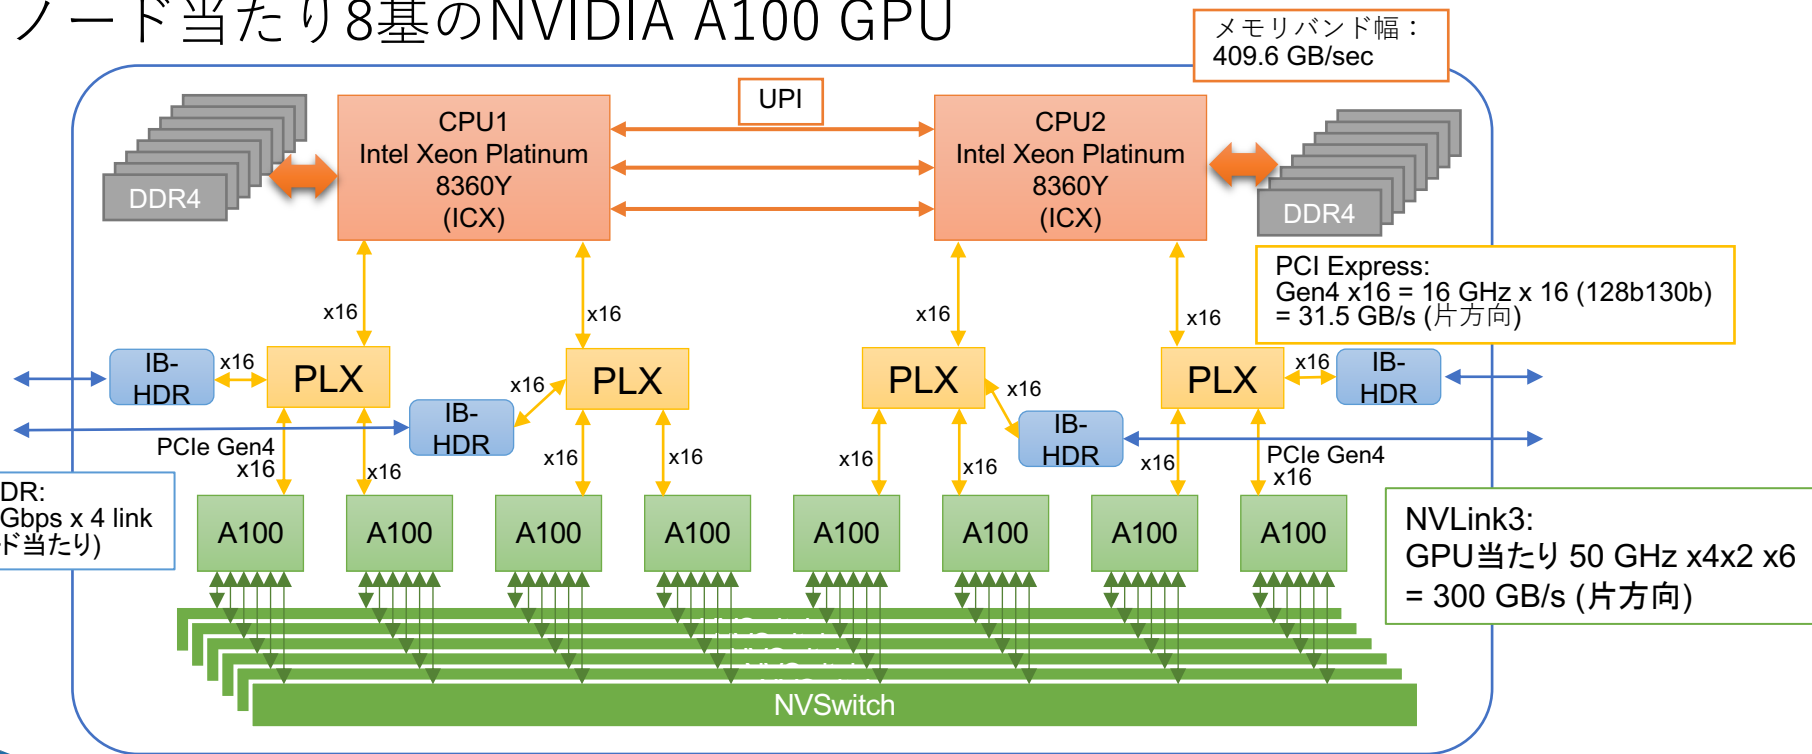 ノード当たり8基のNVIDIA A100 GPU
メモリバンド幅：
409.6 GB/sec
UPI
CPU1
Intel Xeon Platinum
8360Y
(ICX)
CPU2
Intel Xeon Platinum
8360Y
(ICX)
DDR4
DDR4
PCI Express:
Gen4 x16 = 16 GHz x 16 (128b130b)
= 31.5 GB/s (片方向)
x16
x16
x16
x16
IB-
HDR
x16
PLX
x16
PLX
PLX
x16
PLX
x16
IB-
HDR
IB-
HDR
IB-
HDR
PCIe Gen4
x16
x16
x16
x16
x16
x16
x16
PCIe Gen4
x16
DR:
Gbps x 4 link
ド当たり)
A100
A100
A100
A100
A100
A100
A100
A100
NVLink3:
GPU当たり 50 GHz x4x2 x6
= 300 GB/s (片方向)
NVSwitch